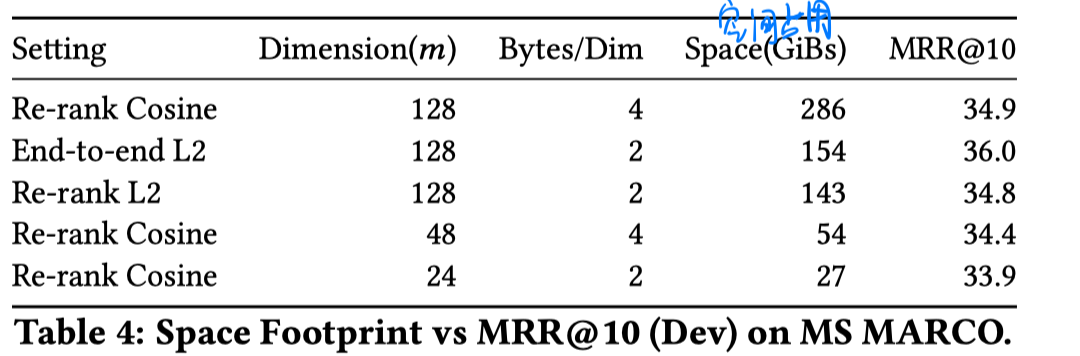 空间占用
Setting Dimension(m) Bytes/Dim Space(GiBs) MRR@10
Re-rank Cosine 128 4 286 34.9
End-to-end L2 128 2 154 36.0
Re-rank L2 128 2 143 34.8
Re-rank Cosine 48 4 54 34.4
Re-rank Cosine 24 2 27 33.9
Table 4: Space Footprint vs MRR@10 (Dev) on MS MARCO.